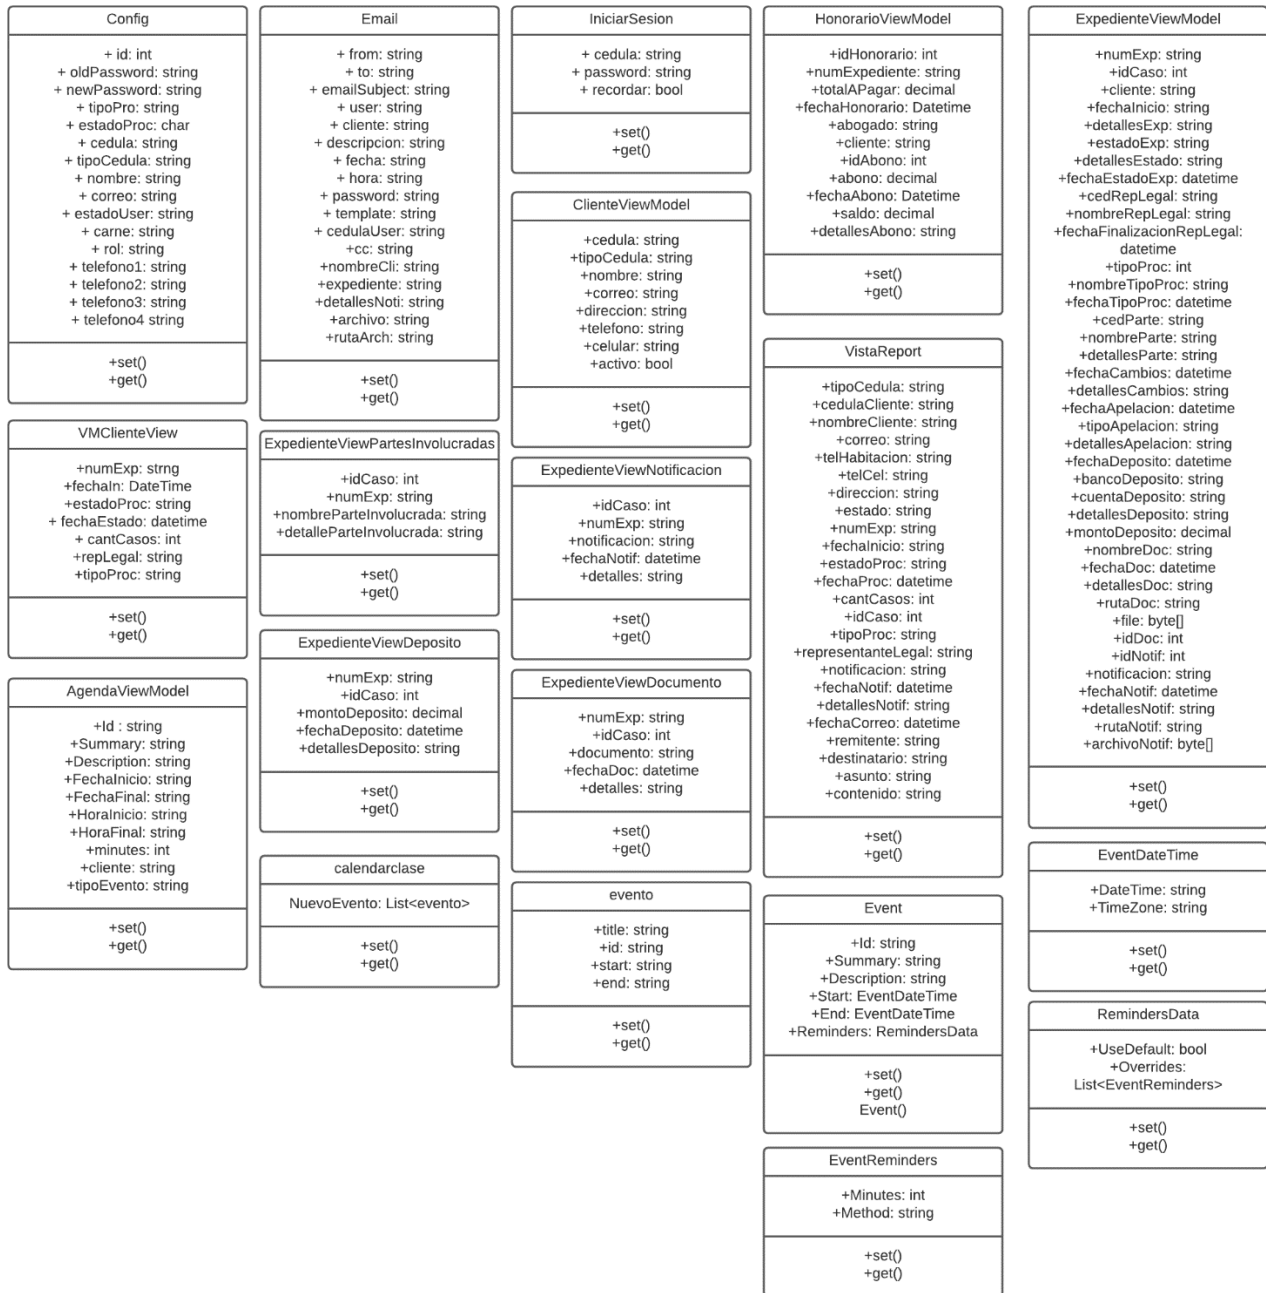 Config
+ id: int
+ oldPassword: string
+ newPassword: string
+ tipoPro: string
+ estadoProc: char
+ cedula: string
+ tipoCedula: string
+ nombre: string
+ correo: string
+ estadoUser: string
+ carne: string
+ rol: string
+ telefono1: string
+ telefono2: string
+ telefono3: string
+ telefono4 string
+set()
+get()
VMClienteView
+numExp: strng
+fechaIn: DateTime
+estadoProc: string
+ fechaEstado: datetime
+ cantCasos: int
+repLegal: string
+tipoProc: string
+set()
+get()
AgendaViewModel
+Id : string
+Summary: string
+Description: string
+FechaInicio: string
+FechaFinal: string
+HoraInicio: string
+HoraFinal: string
+minutes: int
+cliente: string
+tipoEvento: string
+set()
+get()
Email
+ from: string
+ to: string
+ emailSubject: string
+ user: string
+ cliente: string
+ descripcion: string
+ fecha: string
+ hora: string
+ password: string
+ template: string
+ cedulaUser: string
+cc: string
+nombreCli: string
+expediente: string
+detallesNoti: string
+archivo: string
+rutaArch: string
+set()
+get()
ExpedienteViewPartesInvolucradas
+idCaso: int
+numExp: string
+nombreParteInvolucrada: string
+detalleParteInvolucrada: string
+set()
+get()
ExpedienteViewDeposito
+numExp: string
+idCaso: int
+montoDeposito: decimal
+fechaDeposito: datetime
+detallesDeposito: string
+set()
+get()
calendarclase
NuevoEvento: List<evento>
+set()
+get()
IniciarSesion
+ cedula: string
+ password: string
+ recordar: bool
+set()
+get()
ClienteViewModel
+cedula: string
+tipoCedula: string
+nombre: string
+correo: string
+direccion: string
+telefono: string
+celular: string
+activo: bool
+set()
+get()
ExpedienteViewNotificacion
+idCaso: int
+numExp: string
+notificacion: string
+fechaNotif: datetime
+detalles: string
+set()
+get()
ExpedienteViewDocumento
+numExp: string
+idCaso: int
+documento: string
+fechaDoc: datetime
+detalles: string
+set()
+get()
evento
+title: string
+id: string
+start: string
+end: string
+set()
+get()
HonorarioViewModel
+idHonorario: int
+numExpediente: string
+totalAPagar: decimal
+fechaHonorario: Datetime
+abogado: string
+cliente: string
+idAbono: int
+abono: decimal
+fechaAbono: Datetime
+saldo: decimal
+detallesAbono: string
+set()
+get()
VistaReport
+tipoCedula: string
+cedulaCliente: string
+nombreCliente: string
+correo: string
+telHabitacion: string
+telCel: string
+direccion: string
+estado: string
+numExp: string
+fechaInicio: string
+estadoProc: string
+fechaProc: datetime
+cantCasos: int
+idCaso: int
+tipoProc: string
+representanteLegal: string
+notificacion: string
+fechaNotif: datetime
+detallesNotif: string
+fechaCorreo: datetime
+remitente: string
+destinatario: string
+asunto: string
+contenido: string
+set()
+get()
Event
+Id: string
+Summary: string
+Description: string
+Start: EventDateTime
+End: EventDateTime
+Reminders: RemindersData
+set()
+get()
Event()
EventReminders
+Minutes: int
+Method: string
+set()
+get()
ExpedienteViewModel
+numExp: string
+idCaso: int
+cliente: string
+fechaInicio: string
+detallesExp: string
+estadoExp: string
+detallesEstado: string
+fechaEstadoExp: datetime
+cedRepLegal: string
+nombreRepLegal: string
+fechaFinalizacionRepLegal:
datetime
+tipoProc: int
+nombreTipoProc: string
+fechaTipoProc: datetime
+cedParte: string
+nombreParte: string
+detallesParte: string
+fechaCambios: datetime
+detallesCambios: string
+fechaApelacion: datetime
+tipoApelacion: string
+detallesApelacion: string
+fechaDeposito: datetime
+bancoDeposito: string
+cuentaDeposito: string
+detallesDeposito: string
+montoDeposito: decimal
+nombreDoc: string
+fechaDoc: datetime
+detallesDoc: string
+rutaDoc: string
+file: byte[]
+idDoc: int
+idNotif: int
+notificacion: string
+fechaNotif: datetime
+detallesNotif: string
+rutaNotif: string
+archivoNotif: byte[]
+set()
+get()
EventDateTime
+DateTime: string
+TimeZone: string
+set()
+get()
RemindersData
+UseDefault: bool
+Overrides:
List<EventReminders>
+set()
+get()